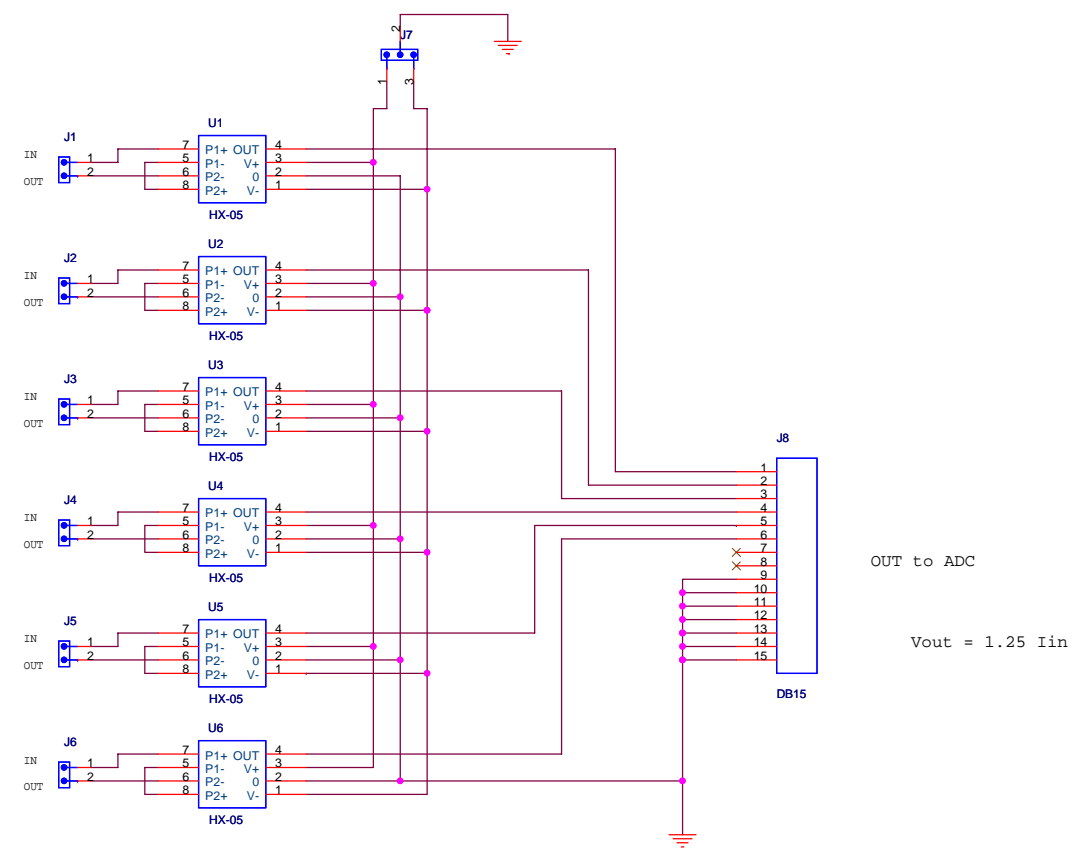 2
J7
1
3
J1
U1
IN
1
7
P1+ OUT
4
5
P1- V+
3
OUT
2
6
P2- 0
2
8
P2+ V-
1
HX-05
J2
U2
IN
1
7
P1+ OUT
4
5
P1- V+
3
OUT
2
6
P2- 0
2
8
P2+ V-
1
HX-05
J3
U3
IN
1
7
P1+ OUT
4
5
P1- V+
3
OUT
2
6
P2- 0
2
8
P2+ V-
1
HX-05
J4
U4
IN
1
7
P1+ OUT
4
5
P1- V+
3
OUT
2
6
P2- 0
2
8
P2+ V-
1
HX-05
J5
U5
IN
1
7
P1+ OUT
4
5
P1- V+
3
OUT
2
6
P2- 0
2
8
P2+ V-
1
HX-05
J6
U6
IN
1
7
P1+ OUT
4
5
P1- V+
3
OUT
2
6
P2- 0
2
8
P2+ V-
1
HX-05
J8
1
2
3
4
5
6
7
8
9
10
11
12
13
14
15
DB15
OUT to ADC
Vout = 1.25 Iin